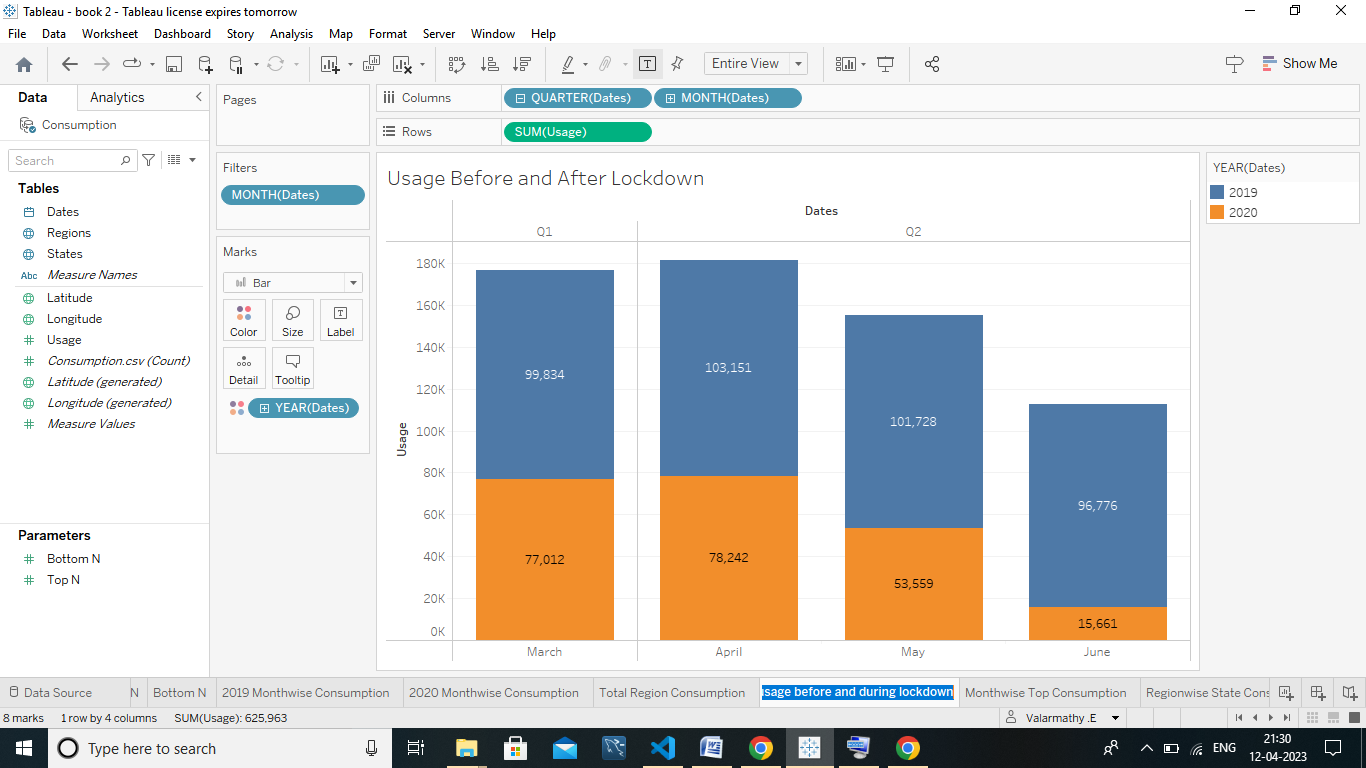 Tableau - book 2 - Tableau license expires tomorrow
File Data Worksheet Dashboard Story Analysis Map Format Server Window Help
Entire View
Show Me
Data Analytics
Consumption
Search
Tables
Dates
Regions
States
Abc Measure Names
Latitude
Longitude
Usage
Consumption.csv (Count)
Latitude (generated)
Longitude (generated)
Measure Values
Parameters
Bottom N
Top N
Pages
Filters
MONTH(Dates)
Marks
Bar
Color Size Label
Detail Tooltip
YEAR(Dates)
Columns QUARTER(Dates) MONTH(Dates)
Rows SUM(Usage)
Usage Before and After Lockdown
Dates
Q1 Q2
Usage
180K
160K
140K
120K
100K
80K
60K
40K
20K
0K
99,834 103,151 101,728 96,776
77,012 78,242 53,559 15,661
March April May June
YEAR(Dates)
2019
2020
Data Source N Bottom N 2019 Monthwise Consumption 2020 Monthwise Consumption Total Region Consumption usage before and during lockdown Monthwise Top Consumption Regionwise State Cons
8 marks 1 row by 4 columns SUM(Usage): 625,963
Valarmathy .E
Type here to search
ENG
21:30
12-04-2023